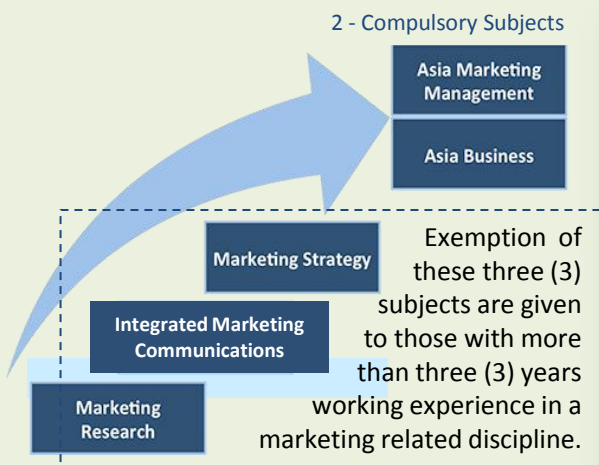 2 - Compulsory Subjects
Asia Marketing
Management
Asia Business
Marketing Strategy
Integrated Marketing
Communications
Marketing
Research
Exemption of
these three (3)
subjects are given
to those with more
than three (3) years
working experience in a
marketing related discipline.